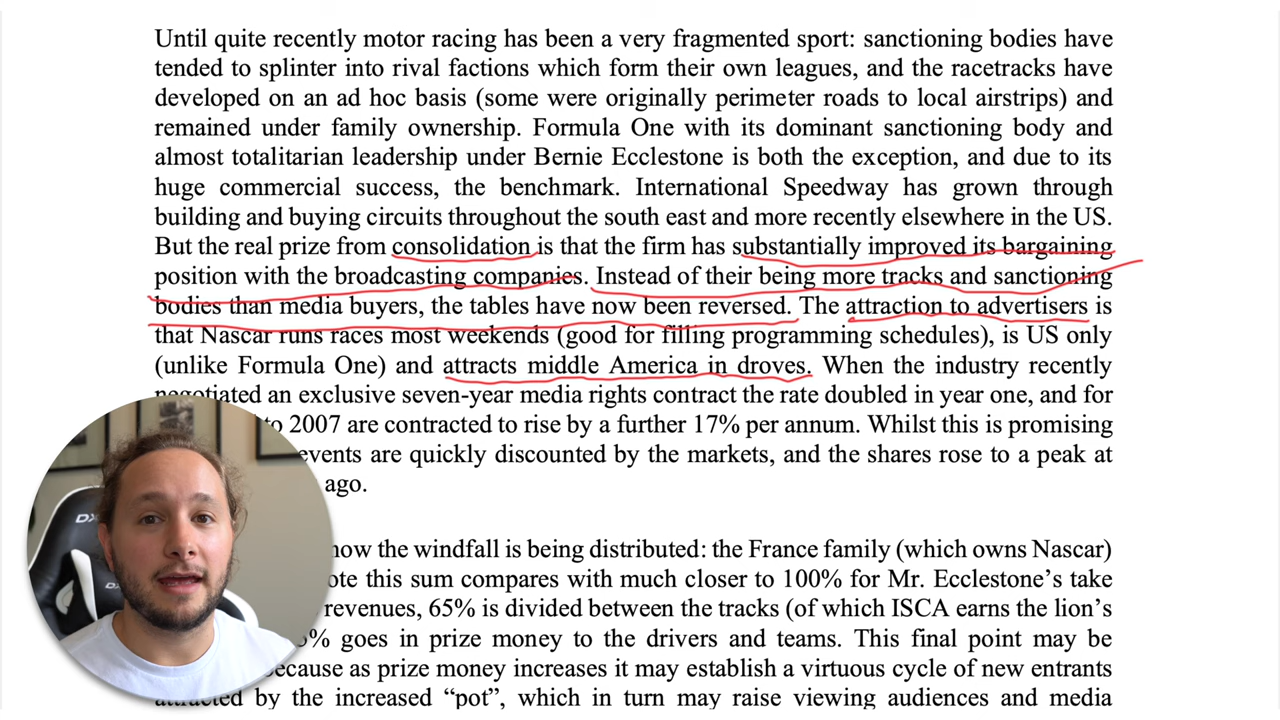 Until quite recently motor racing has been a very fragmented sport: sanctioning bodies have
tended to splinter into rival factions which form their own leagues, and the racetracks have
developed on an ad hoc basis (some were originally perimeter roads to local airstrips) and
remained under family ownership. Formula One with its dominant sanctioning body and
almost totalitarian leadership under Bernie Ecclestone is both the exception, and due to its
huge commercial success, the benchmark. International Speedway has grown through
building and buying circuits throughout the south east and more recently elsewhere in the US.
But the real prize from consolidation is that the firm has substantially improved its bargaining
position with the broadcasting companies. Instead of their being more tracks and sanctioning
bodies than media buyers, the tables have now been reversed. The attraction to advertisers is
that Nascar runs races most weekends (good for filling programming schedules), is US only
(unlike Formula One) and attracts middle America in droves. When the industry recently
negotiated an exclusive seven-year media rights contract the rate doubled in year one, and for
to 2007 are contracted to rise by a further 17% per annum. Whilst this is promising
events are quickly discounted by the markets, and the shares rose to a peak at
ago.
how the windfall is being distributed: the France family (which owns Nascar)
this sum compares with much closer to 100% for Mr. Ecclestone's take
revenues, 65% is divided between the tracks (of which ISCA earns the lion's
goes in prize money to the drivers and teams. This final point may be
because as prize money increases it may establish a virtuous cycle of new entrants
attracted by the increased "pot", which in turn may raise viewing audiences and media